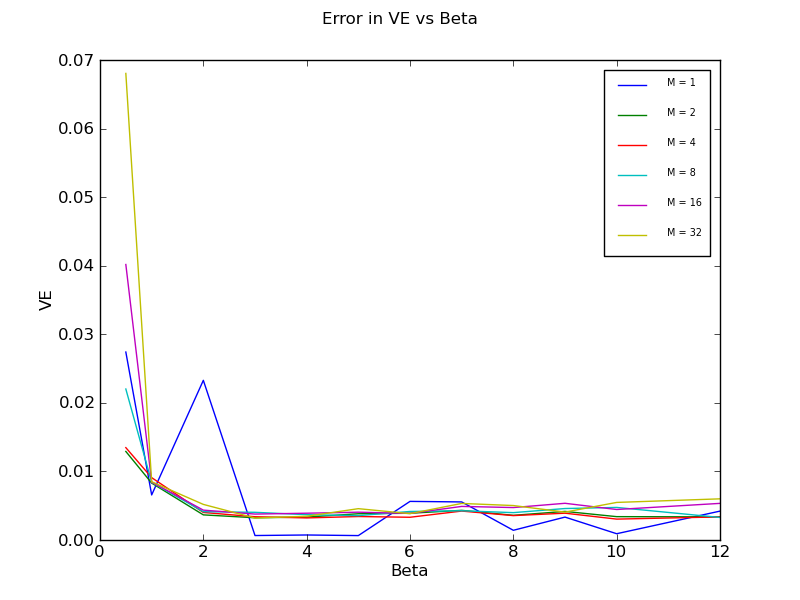 Error in VE vs Beta
0.07
0.06
0.05
0.04
0.03
0.02
0.01
0.00
VE
M = 1
M = 2
M = 4
M = 8
M = 16
M = 32
0 2 4 6 8 10 12
Beta